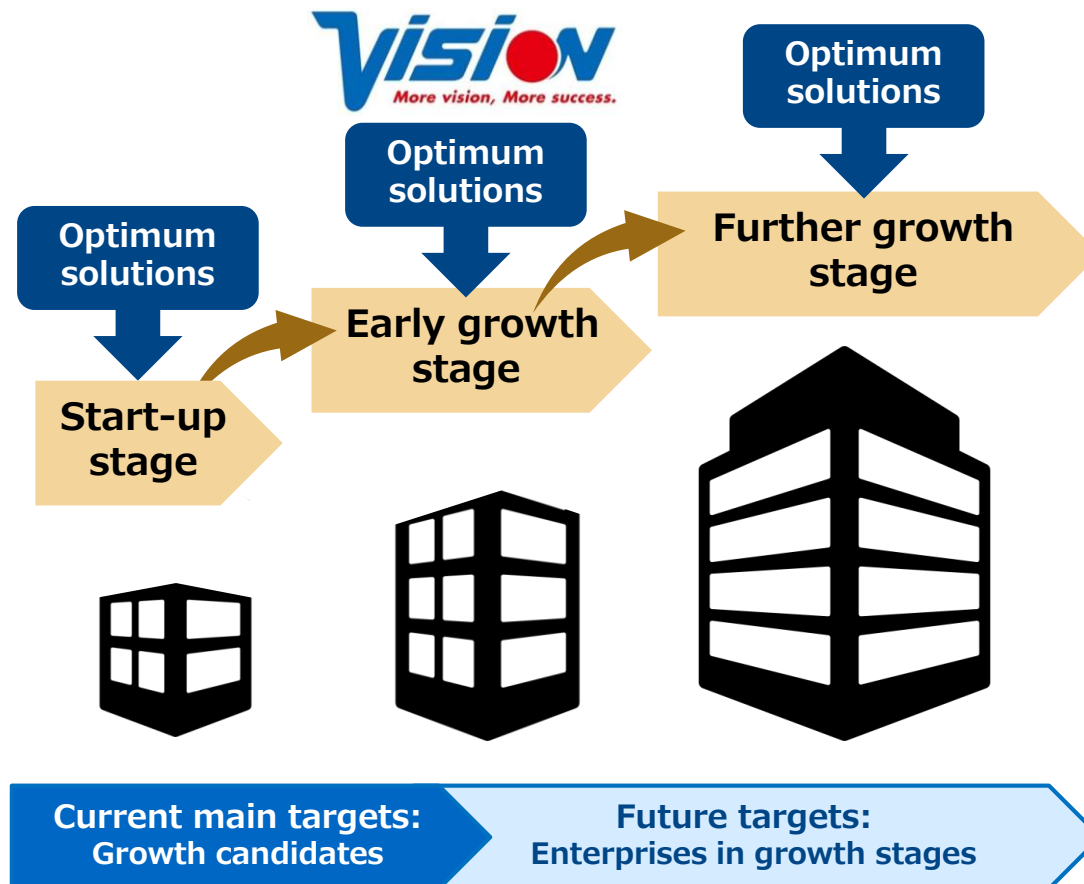 VISION
More vision, More success.
Optimum
solutions
Optimum
solutions
Optimum
solutions
Start-up
stage
Early growth
stage
Further growth
stage
Current main targets:
Growth candidates
Future targets:
Enterprises in growth stages